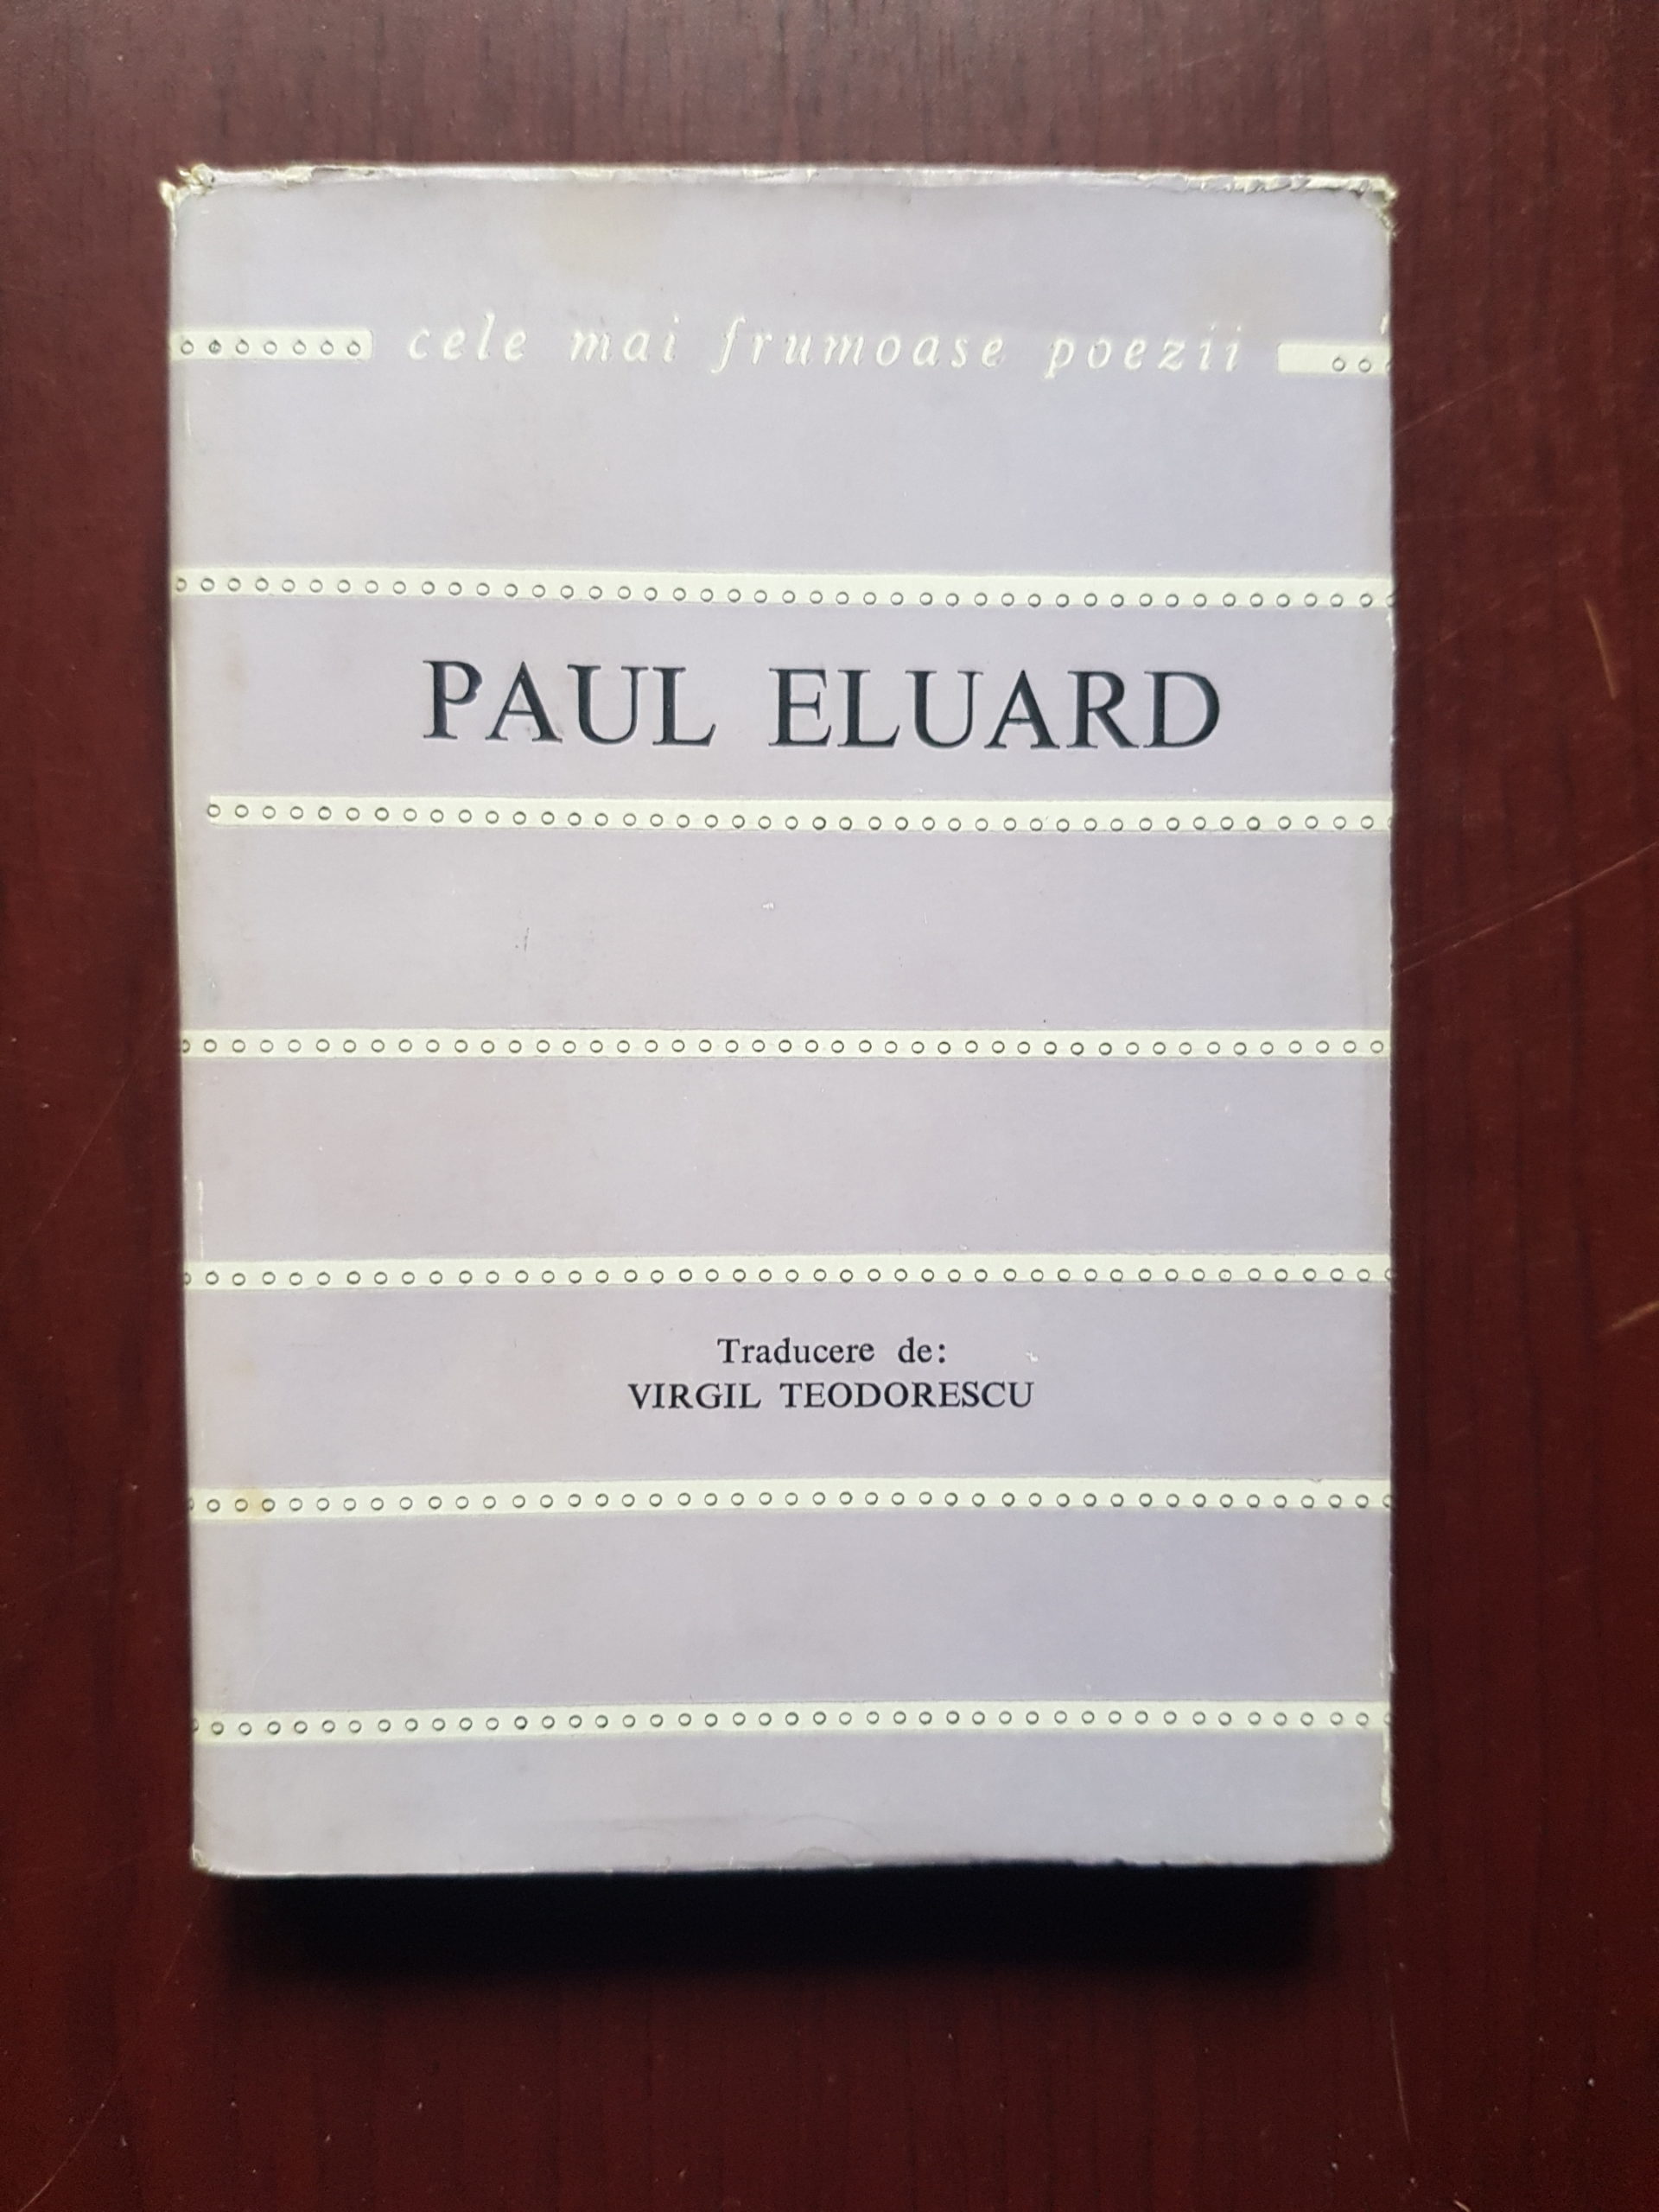 cele mai frumoase poezii
PAUL ELUARD
Traducere de:
VIRGIL TEODORESCU